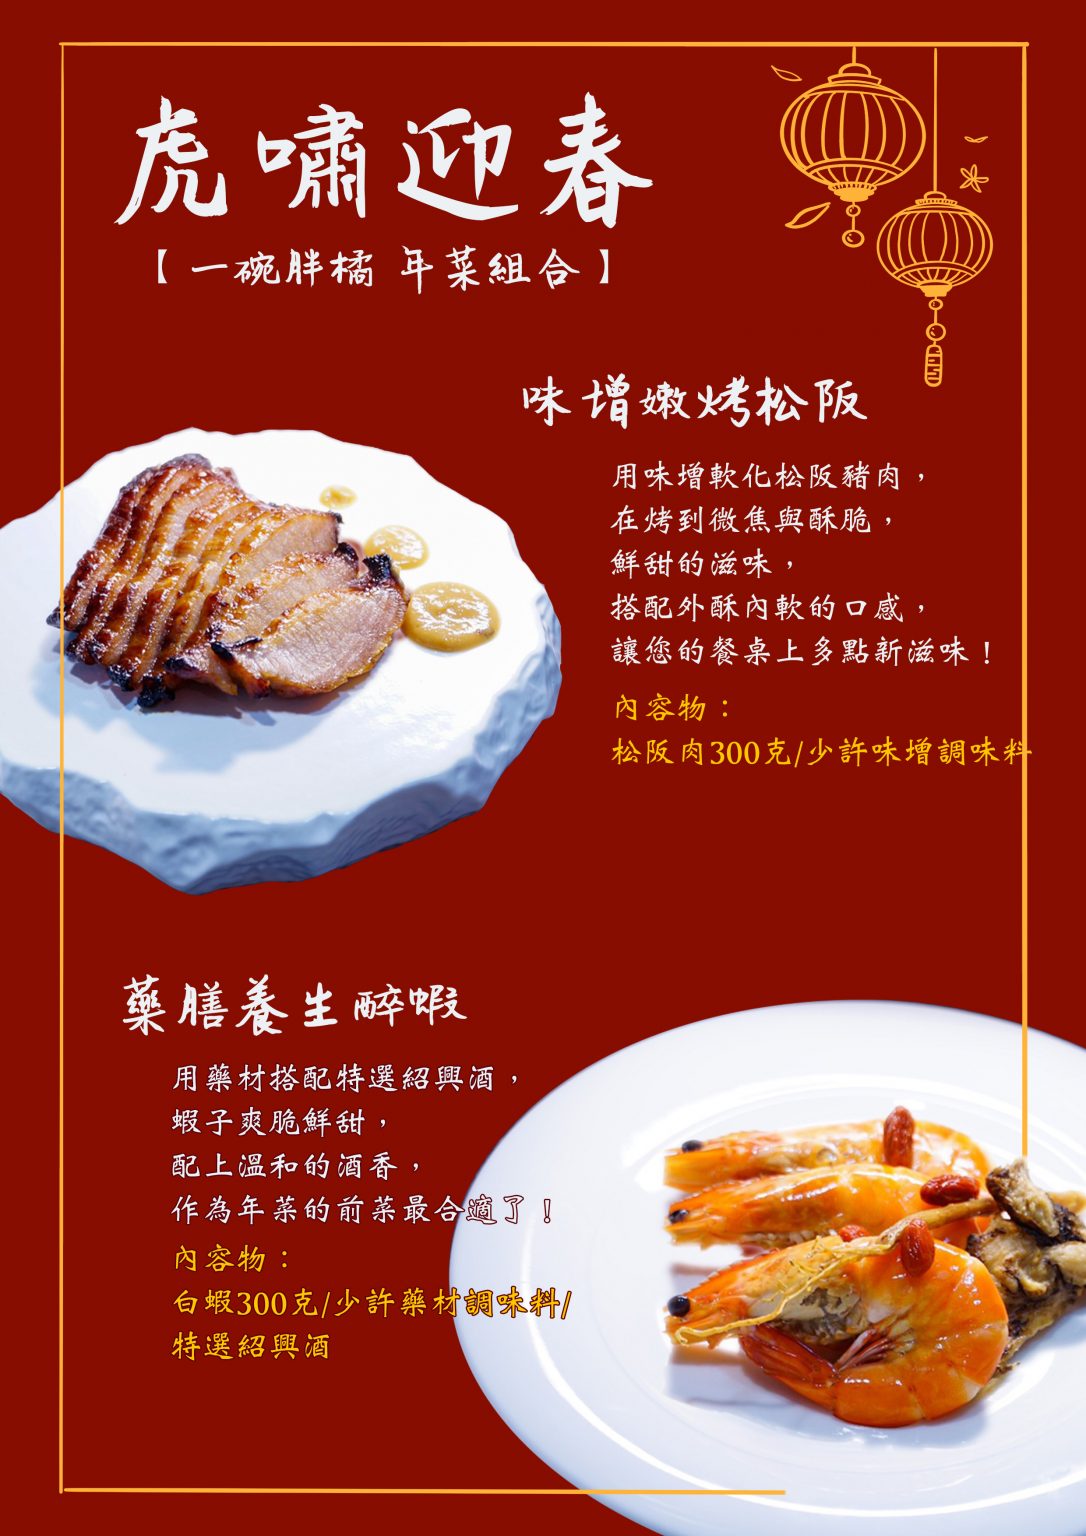 虎嘯迎春
【一碗胖橘 年菜組合】
味增嫩烤松阪
用味增軟化松阪豬肉，
在烤到微焦與酥脆，
鮮甜的滋味，
搭配外酥內軟的口感，
讓您的餐桌上多點新滋味！
內容物：
松阪肉300克/少許味增調味料
藥膳養生醉蝦
用藥材搭配特選紹興酒，
蝦子爽脆鮮甜，
配上溫和的酒香，
作為年菜的前菜最合適了！
內容物：
白蝦300克/少許藥材調味料/
特選紹興酒